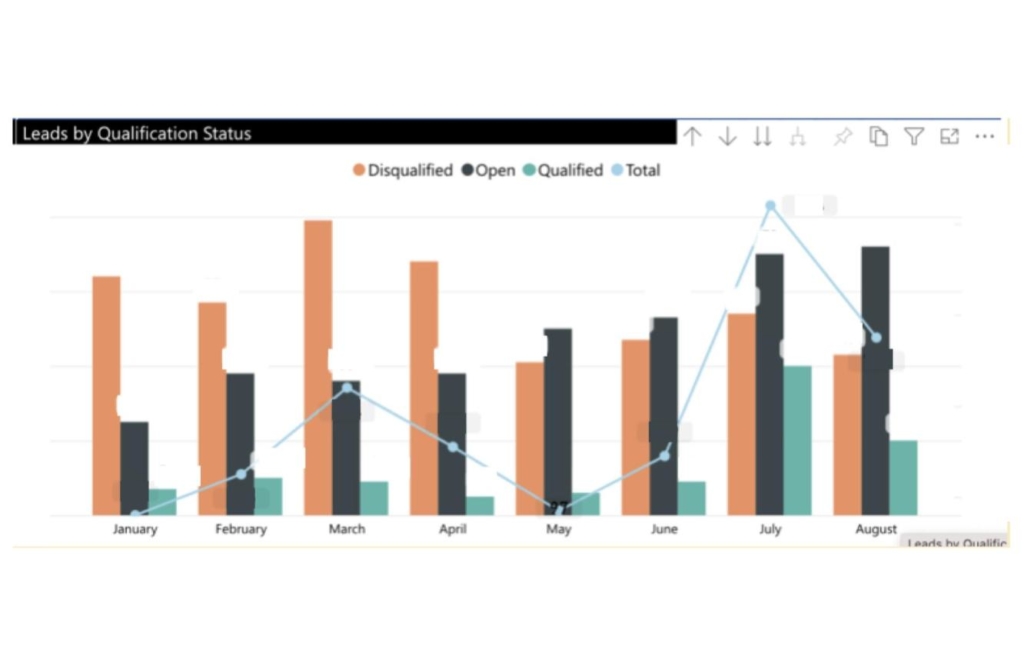 Leads by Qualification Status
Disqualified Open Qualified Total
January February March April May June July August